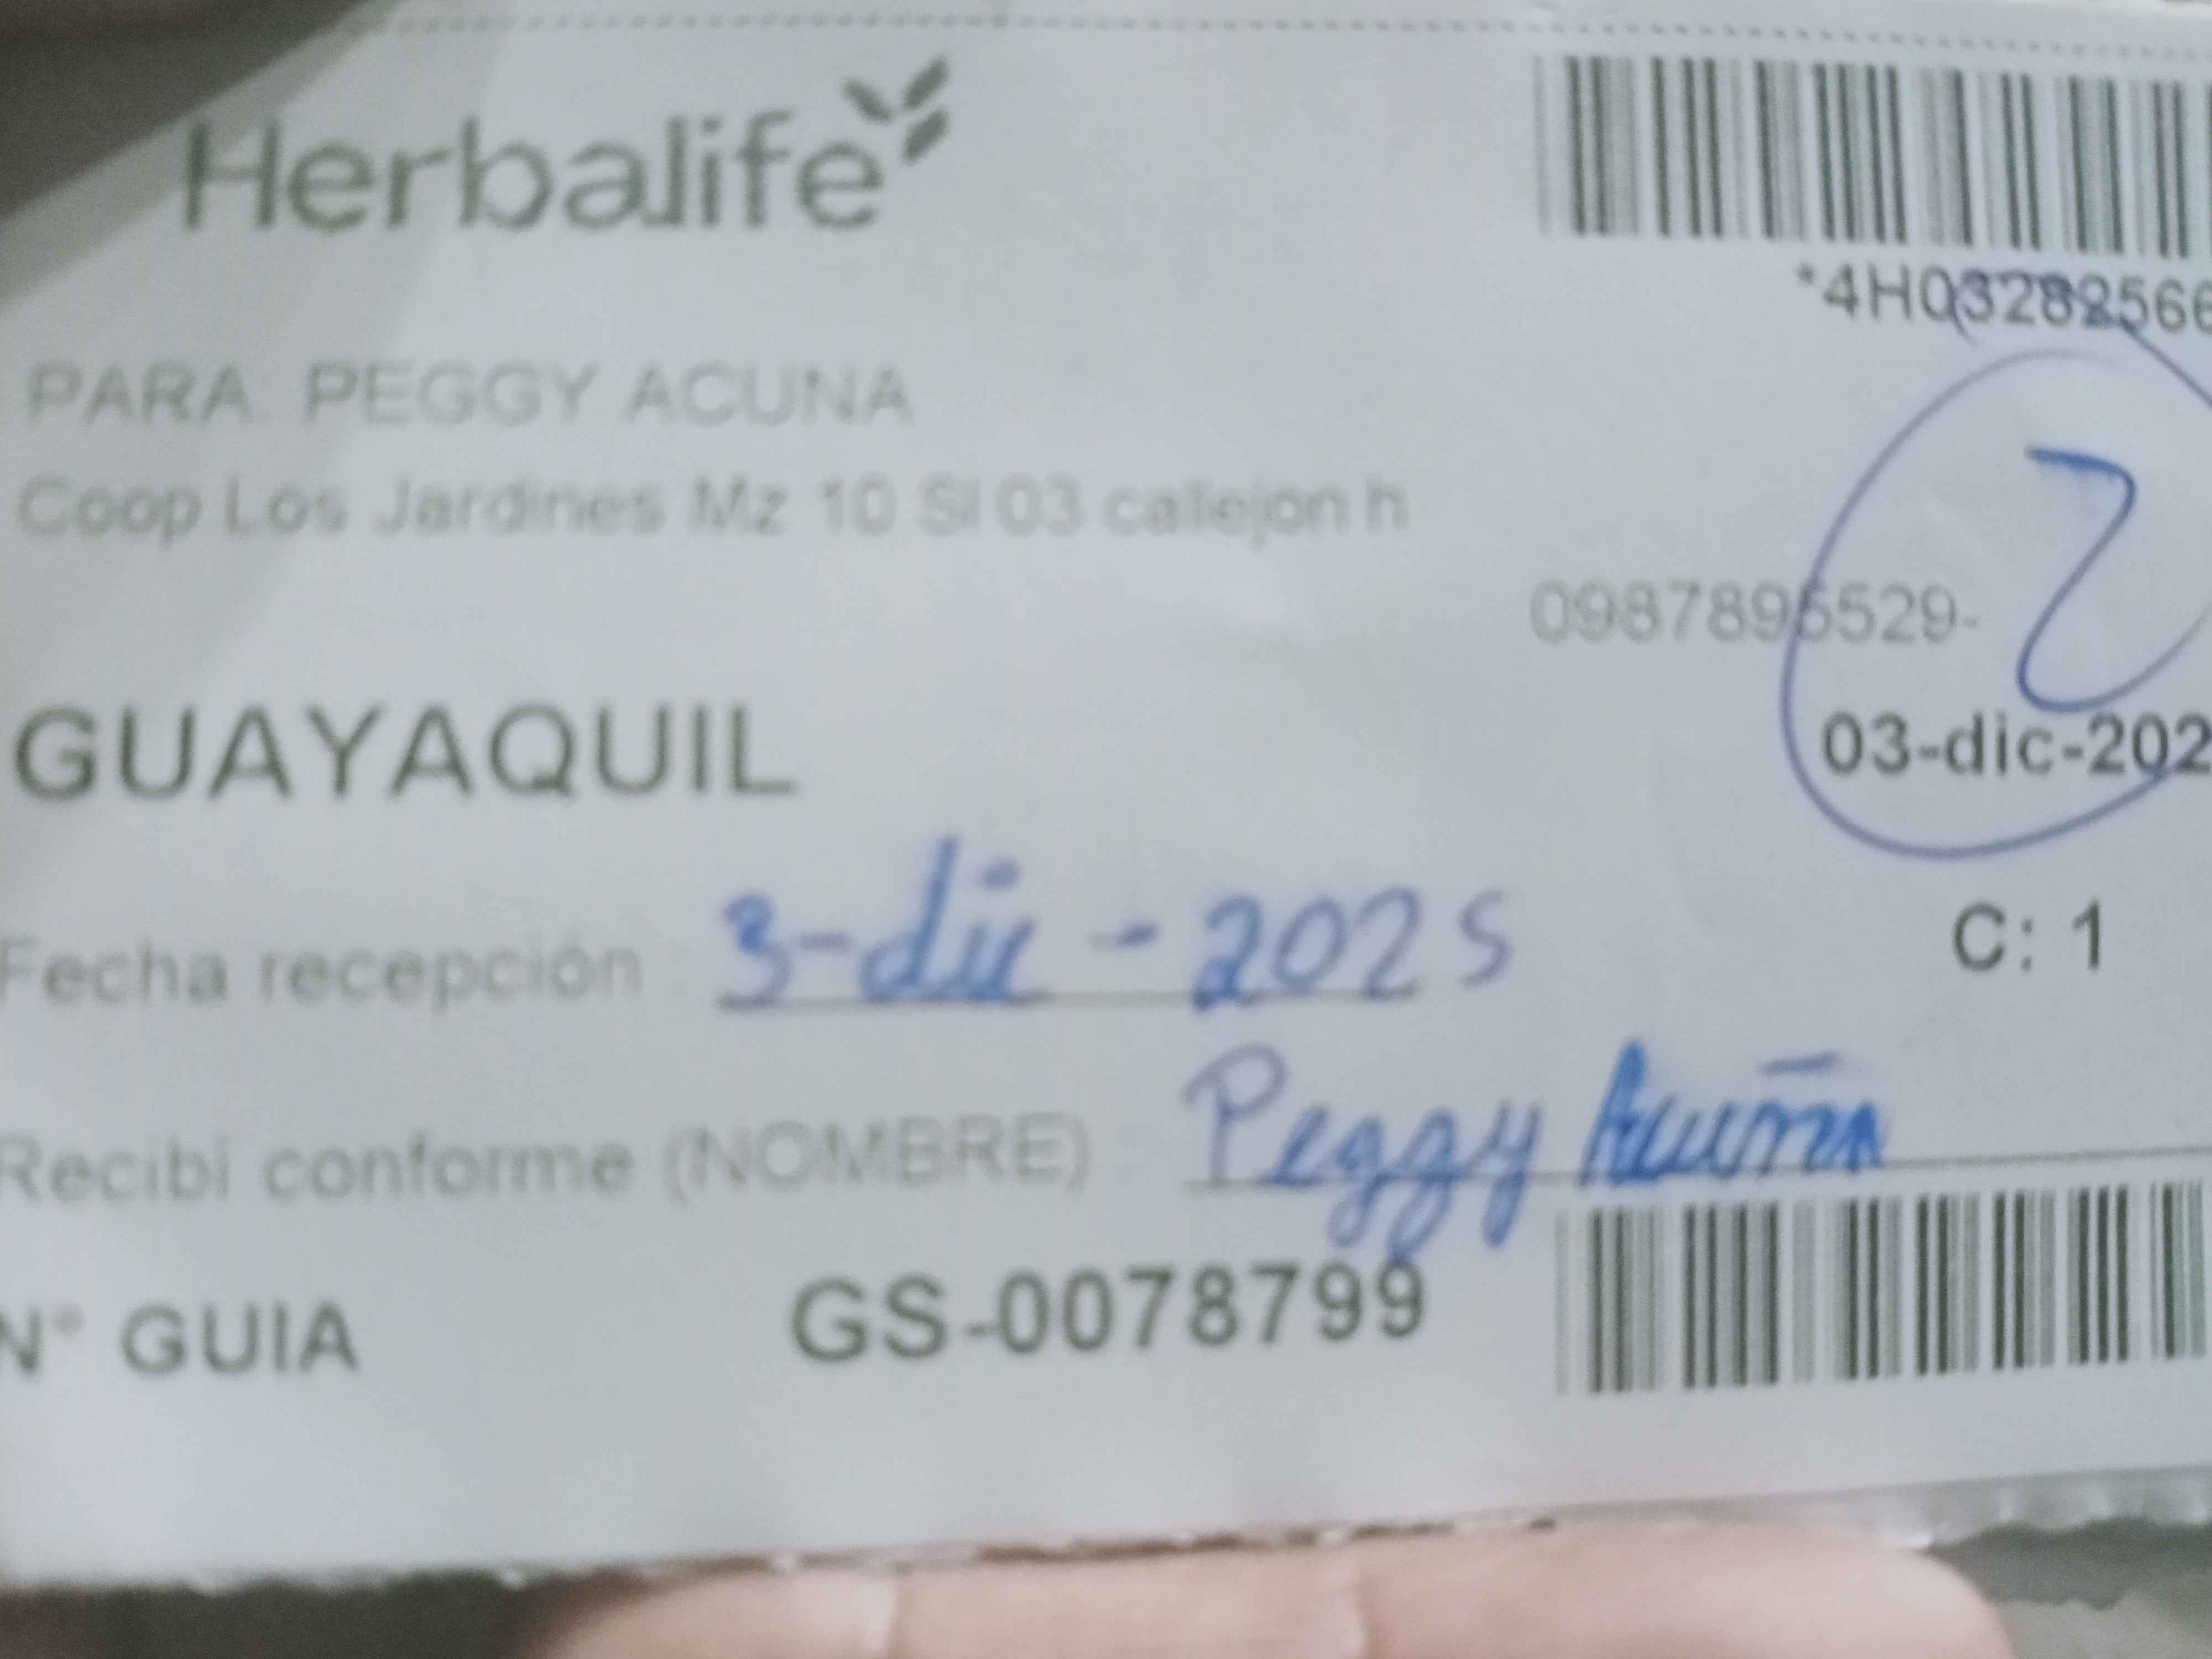 Herbalife
*4H03282566
PARA: PEGGY ACUNA
Coop Los Jardines Mz 10 Sl 03 callejon h
2
0987895529-
GUAYAQUIL
03-dic-202
Fecha recepción : 3-dic-2025
C: 1
Recibi conforme (NOMBRE) : Peggy Acuña
N° GUIA GS-0078799